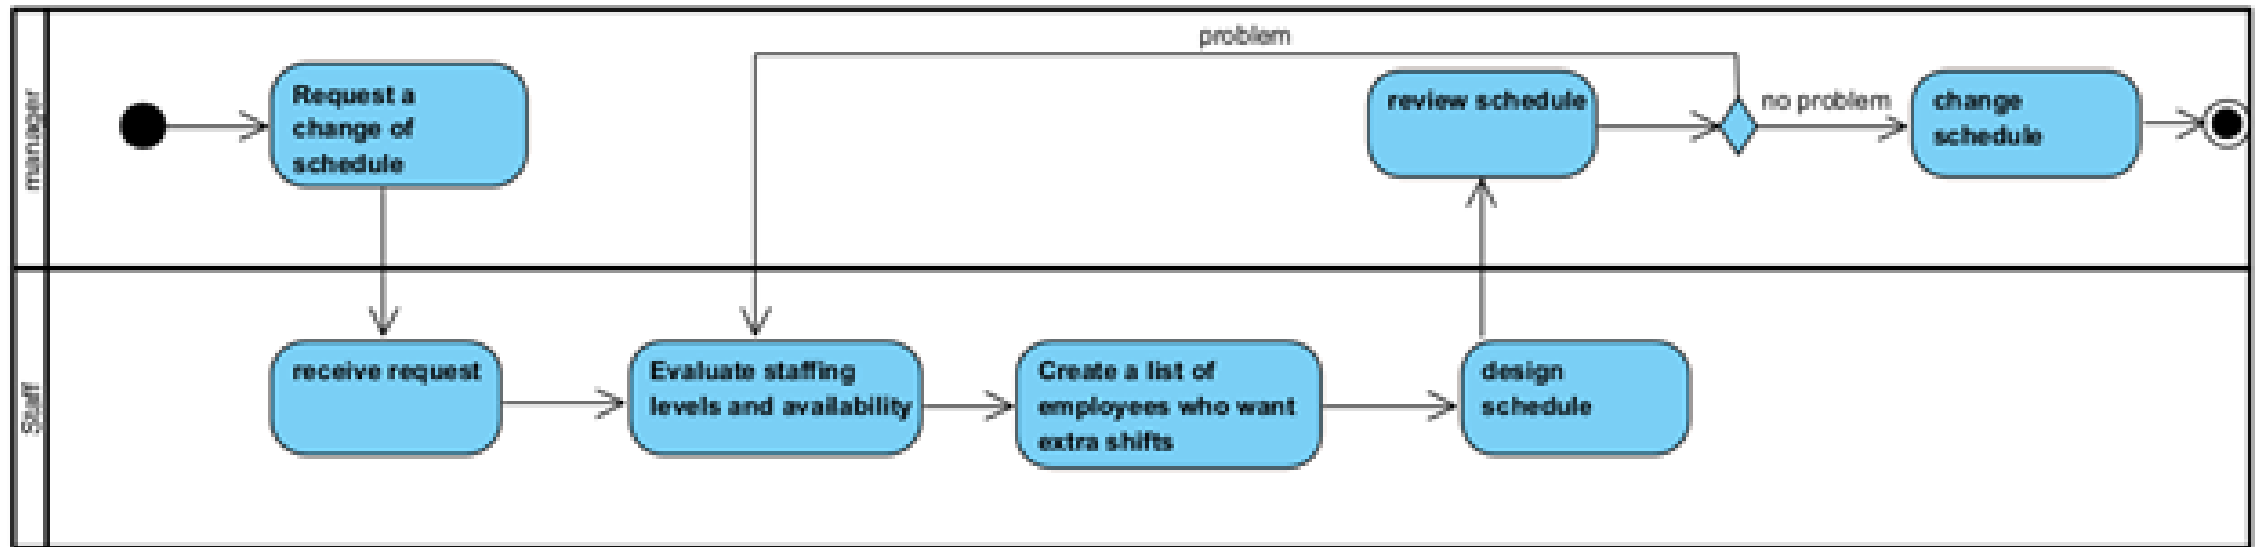 manager
Request a
change of
schedule
problem
review schedule
no problem
change
schedule
Staff
receive request
Evaluate staffing
levels and availability
Create a list of
employees who want
extra shifts
design
schedule